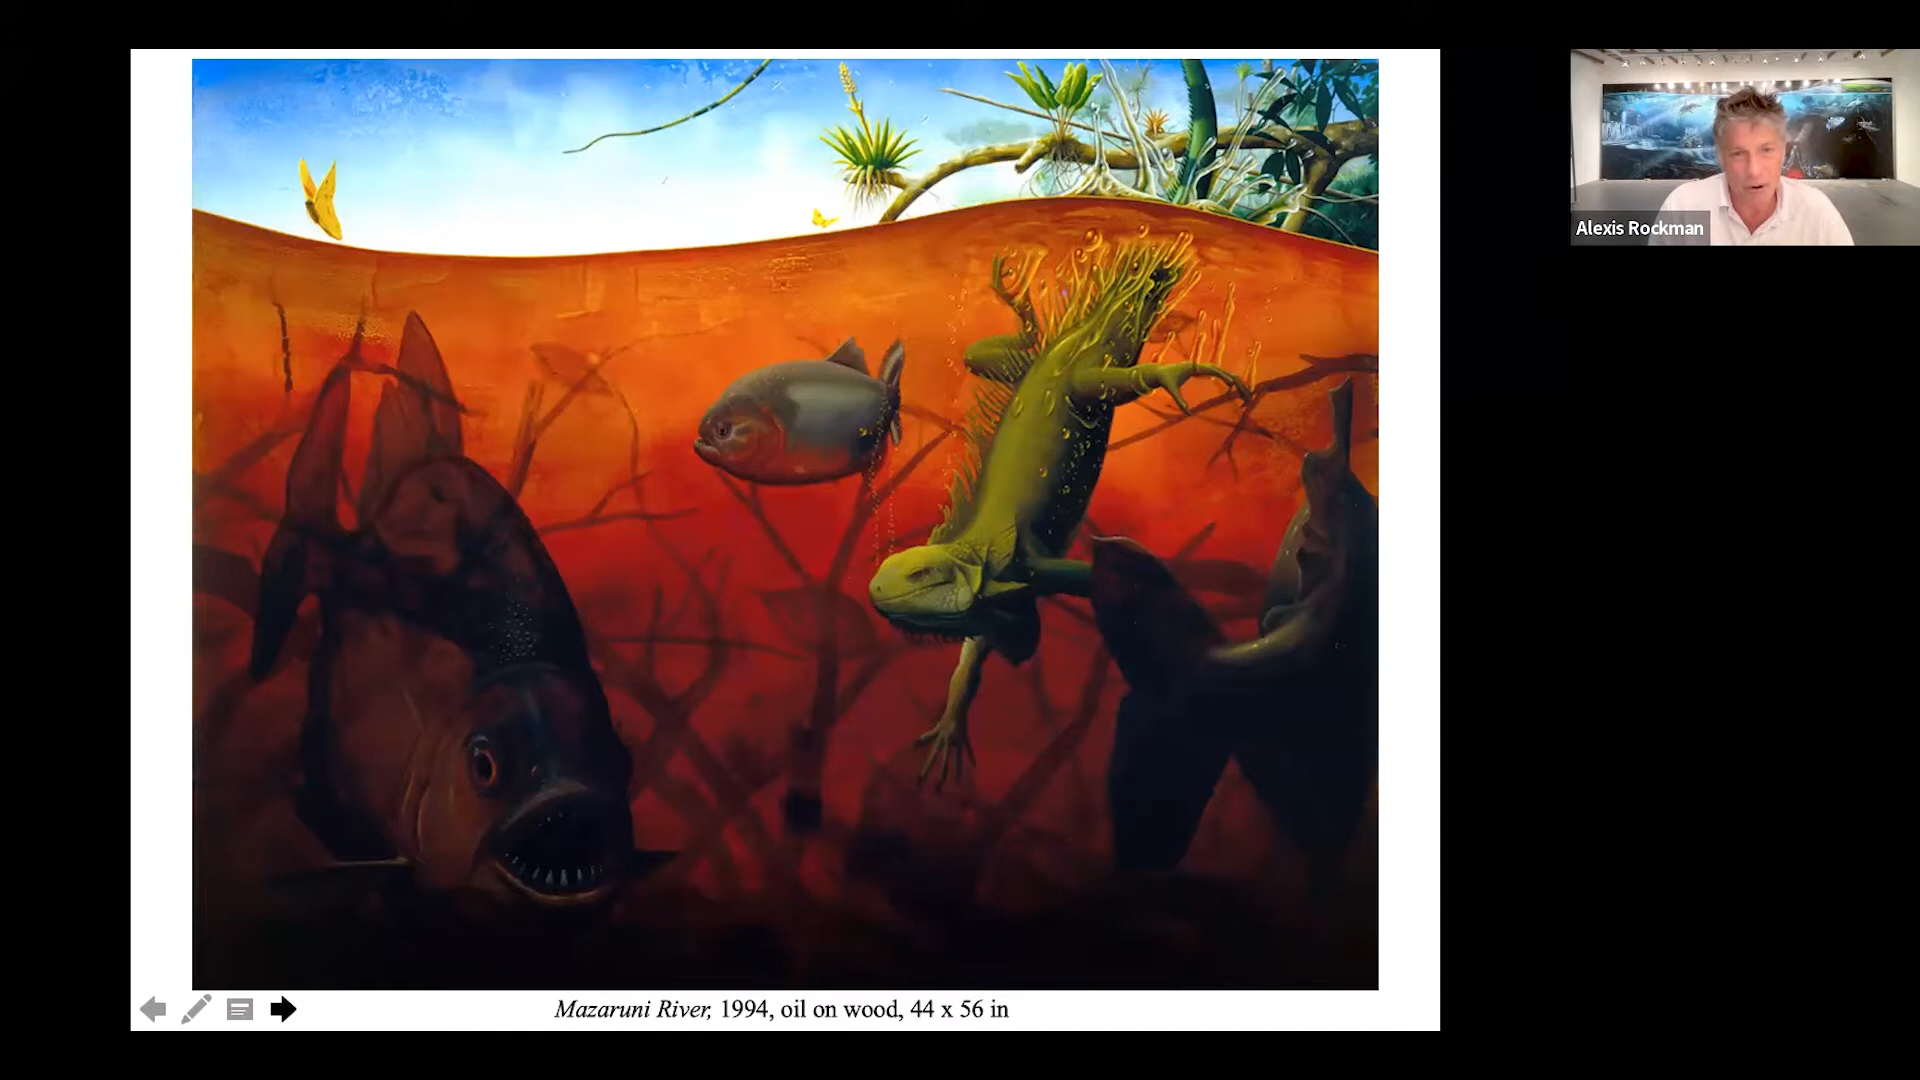 Alexis Rockman
Mazaruni River, 1994, oil on wood, 44 x 56 in